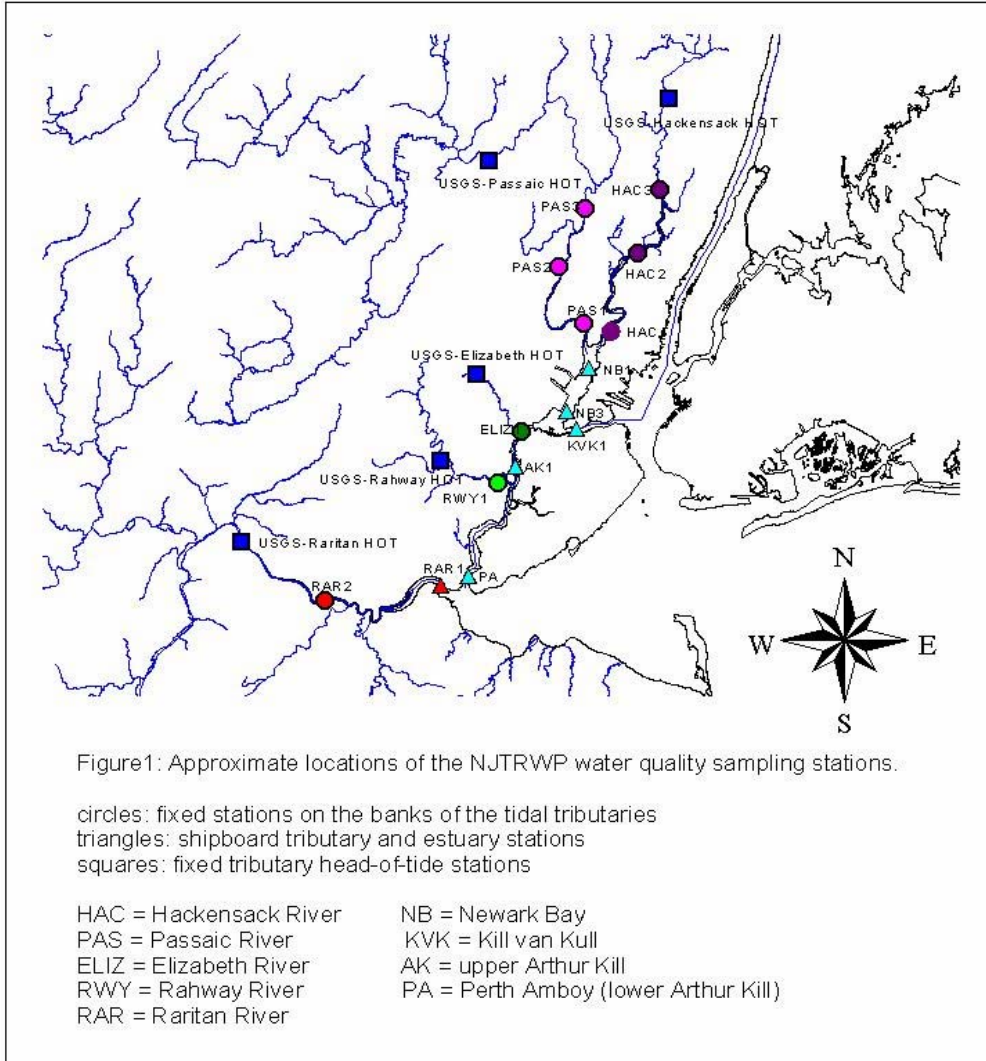 USGS-Hackensack HOT
USGS-Passaic HOT
HAC3
PAS3
HAC2
PAS2
PAS1
HAC
USGS-Elizabeth HOT
NB1
NB3
ELIZ
KVK1
AK1
USGS-Rahway HOT
RWY1
USGS-Raritan HOT
RAR1
PA
RAR2
N
W
E
S
Figure1: Approximate locations of the NJTRWP water quality sampling stations.
circles: fixed stations on the banks of the tidal tributaries
triangles: shipboard tributary and estuary stations
squares: fixed tributary head-of-tide stations
HAC = Hackensack River
PAS = Passaic River
ELIZ = Elizabeth River
RWY = Rahway River
RAR = Raritan River
NB = Newark Bay
KVK = Kill van Kull
AK = upper Arthur Kill
PA = Perth Amboy (lower Arthur Kill)